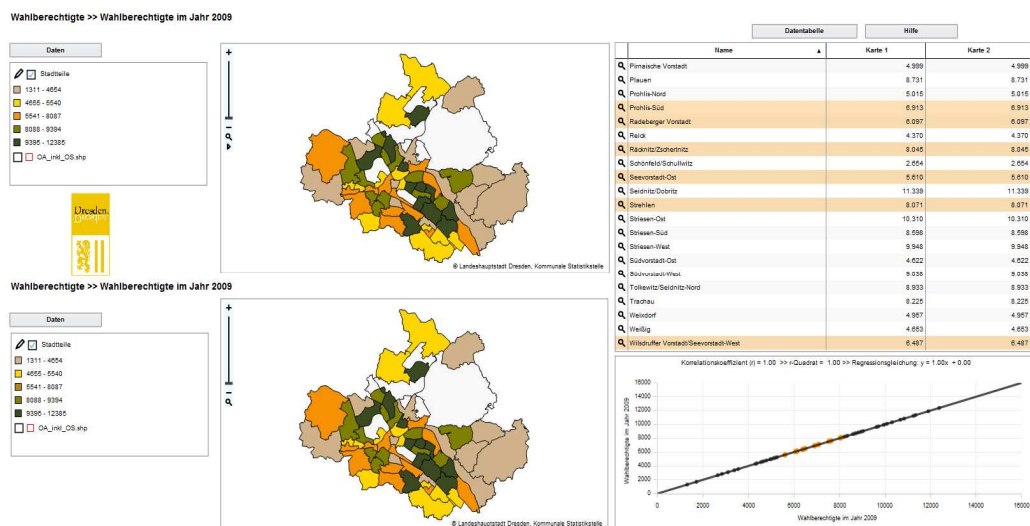 Wahlberechtigte >> Wahlberechtigte im Jahr 2009
Daten
Stadtteile
1311 - 4654
4655 - 5540
5541 - 8087
8088 - 9394
9395 - 12385
OA_inkl_OS.shp
Dresden.
Dresden
© Landeshauptstadt Dresden, Kommunale Statistikstelle
Wahlberechtigte >> Wahlberechtigte im Jahr 2009
Daten
Stadtteile
1311 - 4654
4655 - 5540
5541 - 8087
8088 - 9394
9395 - 12385
OA_inkl_OS.shp
© Landeshauptstadt Dresden, Kommunale Statistikstelle
Datentabelle Hilfe
Name Karte 1 Karte 2
Pirnaische Vorstadt 4.999 4.999
Plauen 8.731 8.731
Prohlis-Nord 5.015 5.015
Prohlis-Süd 6.913 6.913
Radeberger Vorstadt 6.097 6.097
Reick 4.370 4.370
Räcknitz/Zschertnitz 8.045 8.045
Schönfeld/Schullwitz 2.654 2.654
Seevorstadt-Ost 5.610 5.610
Seidnitz/Dobritz 11.339 11.339
Strehlen 8.071 8.071
Striesen-Ost 10.310 10.310
Striesen-Süd 8.598 8.598
Striesen-West 9.948 9.948
Südvorstadt-Ost 4.622 4.622
Südvorstadt-West 9.038 9.038
Tolkewitz/Seidnitz-Nord 8.933 8.933
Trachau 8.225 8.225
Weixdorf 4.957 4.957
Weißig 4.653 4.653
Wilsdruffer Vorstadt/Seevorstadt-West 6.487 6.487
Korrelationskoeffizient (r) = 1.00 >> r-Quadrat = 1.00 >> Regressionsgleichung: y = 1.00x + 0.00
Wahlberechtigte im Jahr 2009
16000
14000
12000
10000
8000
6000
4000
2000
0
0 2000 4000 6000 8000 10000 12000 14000 16000
Wahlberechtigte im Jahr 2009